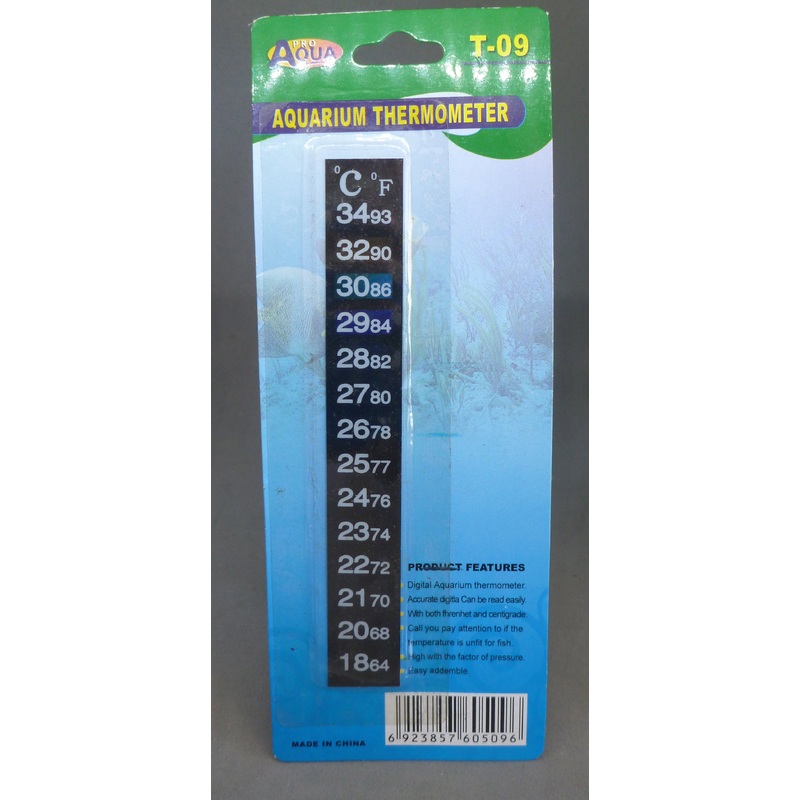 PRO
AQUA
T-09
AQUARIUM THERMOMETER
°C °F
34 93
32 90
30 86
29 84
28 82
27 80
26 78
25 77
24 76
23 74
22 72
21 70
20 68
18 64
PRODUCT FEATURES
Digital Aquarium thermometer.
Accurate digitla Can be read easily.
With both fhrenhet and centigrade.
Call you pay attention to if the
temperature is unfit for fish.
High with the factor of pressure.
Easy addemble.
MADE IN CHINA
6 923857 605096